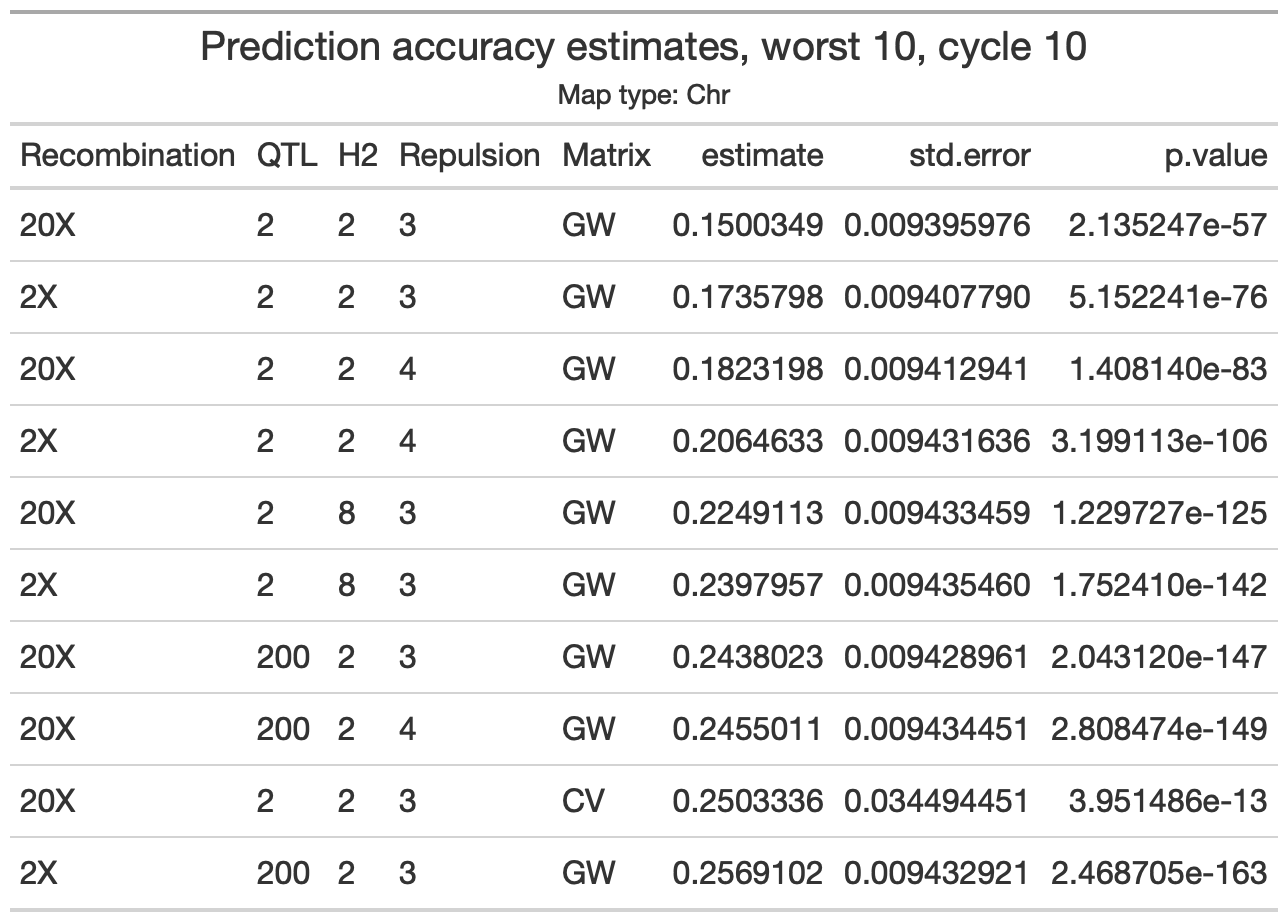 Prediction accuracy estimates, worst 10, cycle 10
Map type: Chr
Recombination QTL H2 Repulsion Matrix estimate std.error p.value
20X 2 2 3 GW 0.1500349 0.009395976 2.135247e-57
2X 2 2 3 GW 0.1735798 0.009407790 5.152241e-76
20X 2 2 4 GW 0.1823198 0.009412941 1.408140e-83
2X 2 2 4 GW 0.2064633 0.009431636 3.199113e-106
20X 2 8 3 GW 0.2249113 0.009433459 1.229727e-125
2X 2 8 3 GW 0.2397957 0.009435460 1.752410e-142
20X 200 2 3 GW 0.2438023 0.009428961 2.043120e-147
20X 200 2 4 GW 0.2455011 0.009434451 2.808474e-149
20X 2 2 3 CV 0.2503336 0.034494451 3.951486e-13
2X 200 2 3 GW 0.2569102 0.009432921 2.468705e-163